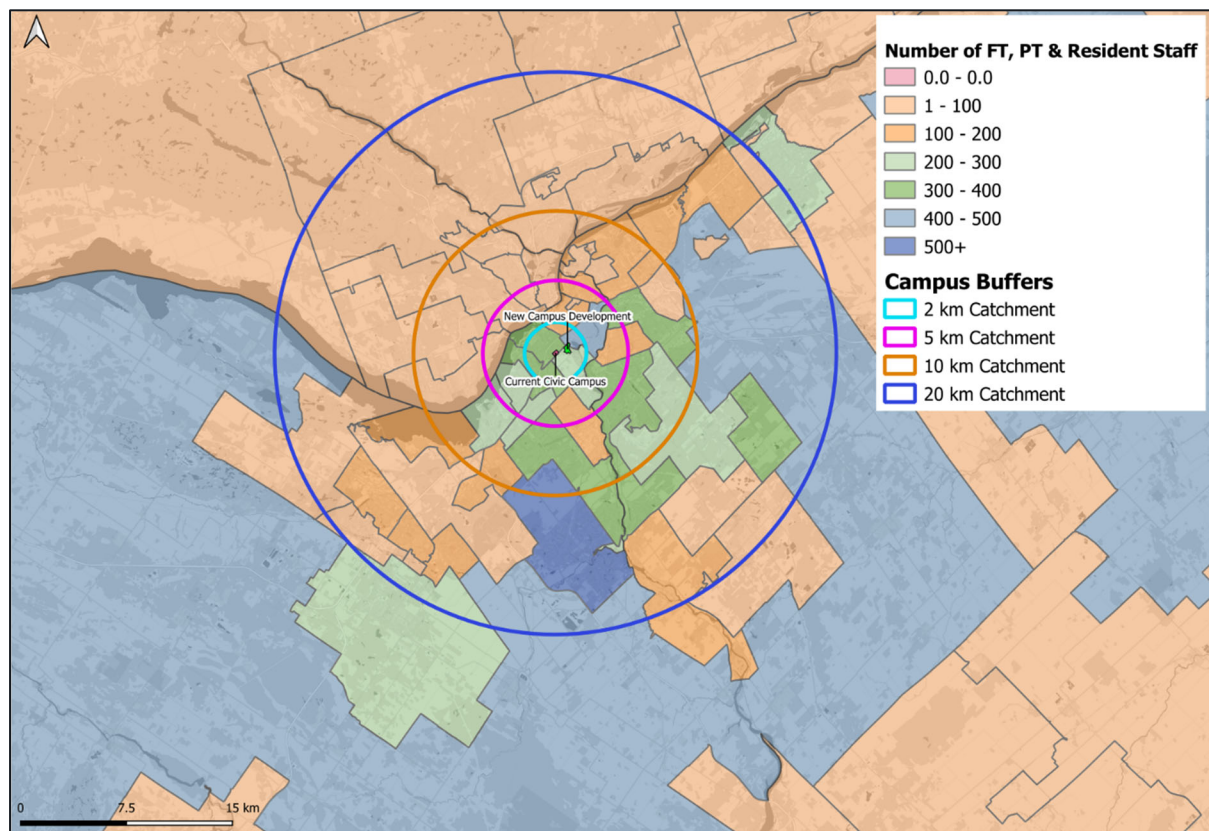 Number of FT, PT & Resident Staff
0.0 - 0.0
1 - 100
100 - 200
200 - 300
300 - 400
400 - 500
500+
Campus Buffers
2 km Catchment
5 km Catchment
10 km Catchment
20 km Catchment
New Campus Development
Current Civic Campus
0 7.5 15 km